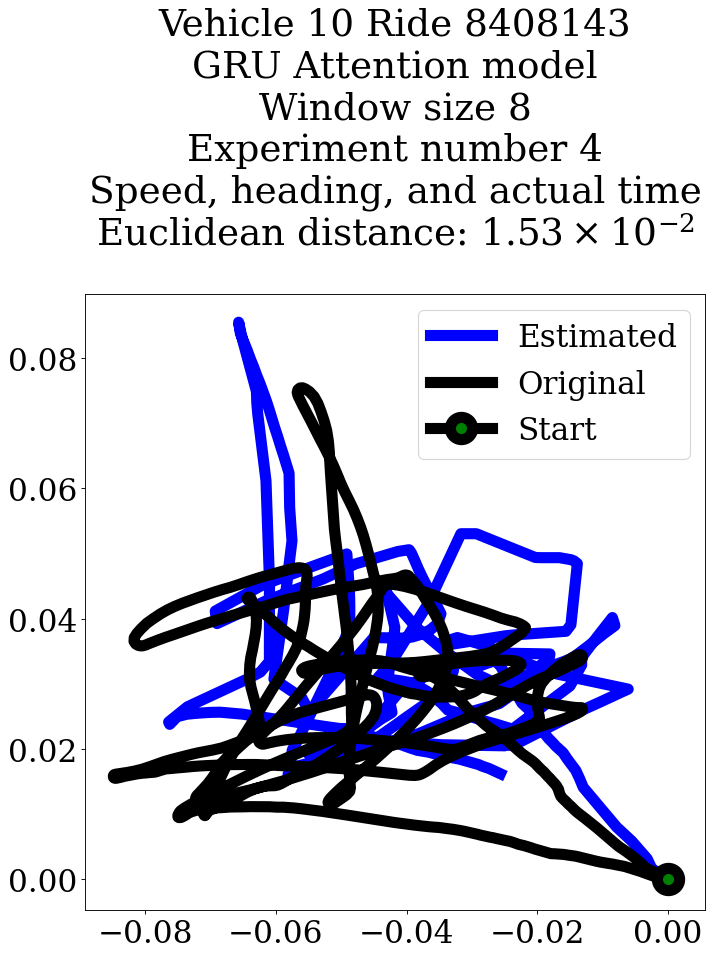 Vehicle 10 Ride 8408143
GRU Attention model
Window size 8
Experiment number 4
Speed, heading, and actual time
Euclidean distance: 1.53 × 10⁻²
Estimated
Original
Start
0.08
0.06
0.04
0.02
0.00
−0.08 −0.06 −0.04 −0.02 0.00